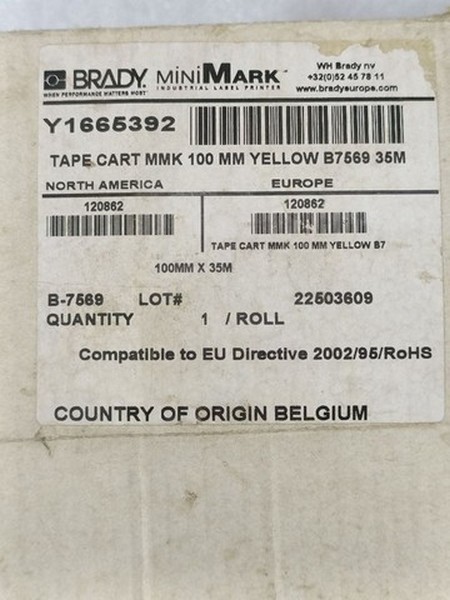 BRADY.
WHEN PERFORMANCE MATTERS MOST
MINIMARK
INDUSTRIAL LABEL PRINTER
WH Brady nv
+32(0)52 45 78 11
www.bradyeurope.com
Y1665392
TAPE CART MMK 100 MM YELLOW B7569 35M
NORTH AMERICA EUROPE
120862 120862
TAPE CART MMK 100 MM YELLOW B7
100MM X 35M
B-7569 LOT# 22503609
QUANTITY 1 / ROLL
Compatible to EU Directive 2002/95/RoHS
COUNTRY OF ORIGIN BELGIUM